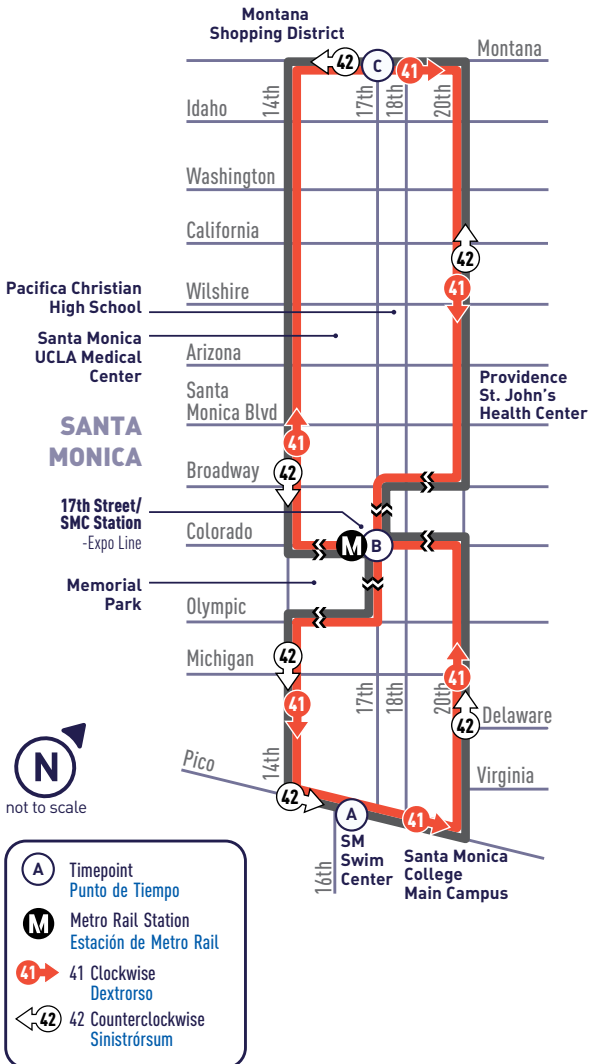 Montana
Shopping District
Montana
42
C
41
14th
17th
18th
20th
Idaho
Washington
California
42
Pacifica Christian
High School
Wilshire
41
Santa Monica
UCLA Medical
Center
Arizona
Providence
St. John's
Health Center
Santa
Monica Blvd
SANTA
MONICA
41
Broadway
42
17th Street/
SMC Station
-Expo Line
Colorado
M
B
Memorial
Park
Olympic
Michigan
42
41
17th
18th
20th
41
42
Delaware
N
not to scale
Pico
14th
Virginia
42
A
41
16th
SM
Swim
Center
Santa Monica
College
Main Campus
A
Timepoint
Punto de Tiempo
M
Metro Rail Station
Estación de Metro Rail
41
41 Clockwise
Dextrorso
42
42 Counterclockwise
Sinistrórsum